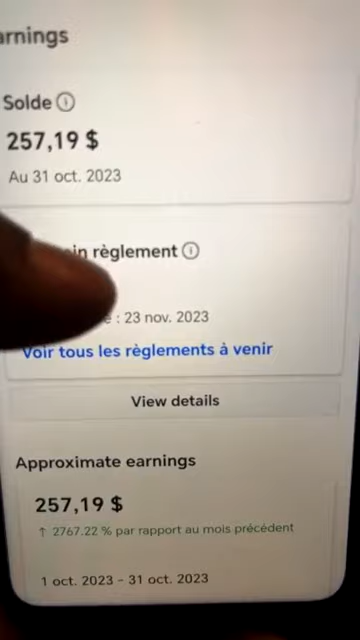 arnings
Solde
257,19 $
Au 31 oct. 2023
règlement
: 23 nov. 2023
Voir tous les règlements à venir
View details
Approximate earnings
257,19 $
↑ 2767.22 % par rapport au mois précédent
1 oct. 2023 - 31 oct. 2023